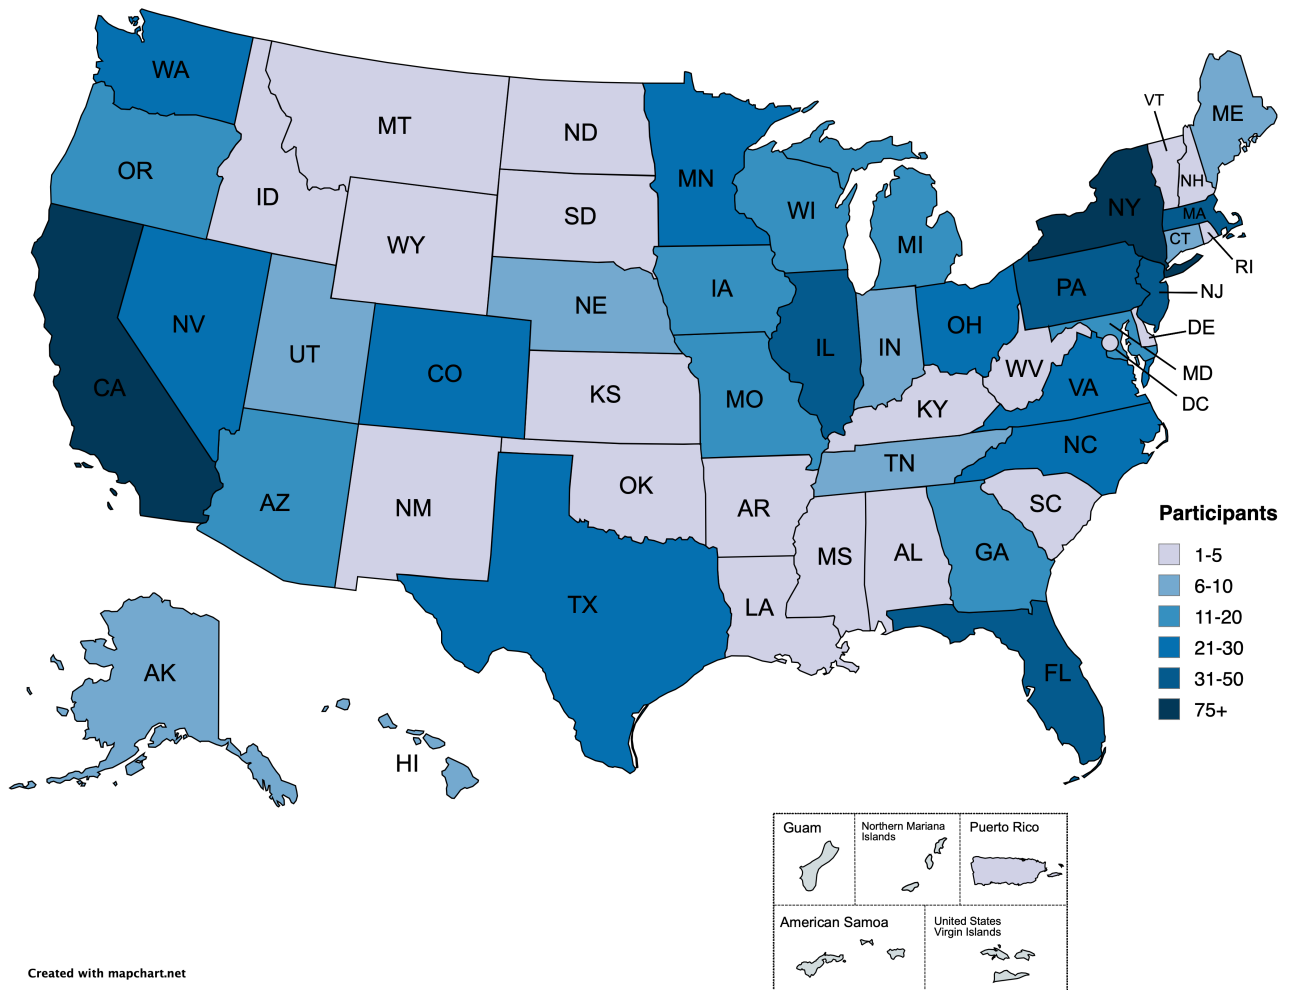 WA
MT
ND
MN
VT
ME
OR
ID
SD
WI
MI
NY
NH
MA
WY
CT
RI
IA
PA
NJ
NE
NV
UT
CO
IL
IN
OH
DE
WV
MD
VA
DC
CA
KS
MO
KY
NC
TN
AZ
NM
OK
AR
SC
MS
AL
GA
TX
LA
FL
AK
HI
Participants
1-5
6-10
11-20
21-30
31-50
75+
Guam
Northern Mariana
Islands
Puerto Rico
American Samoa
United States
Virgin Islands
Created with mapchart.net